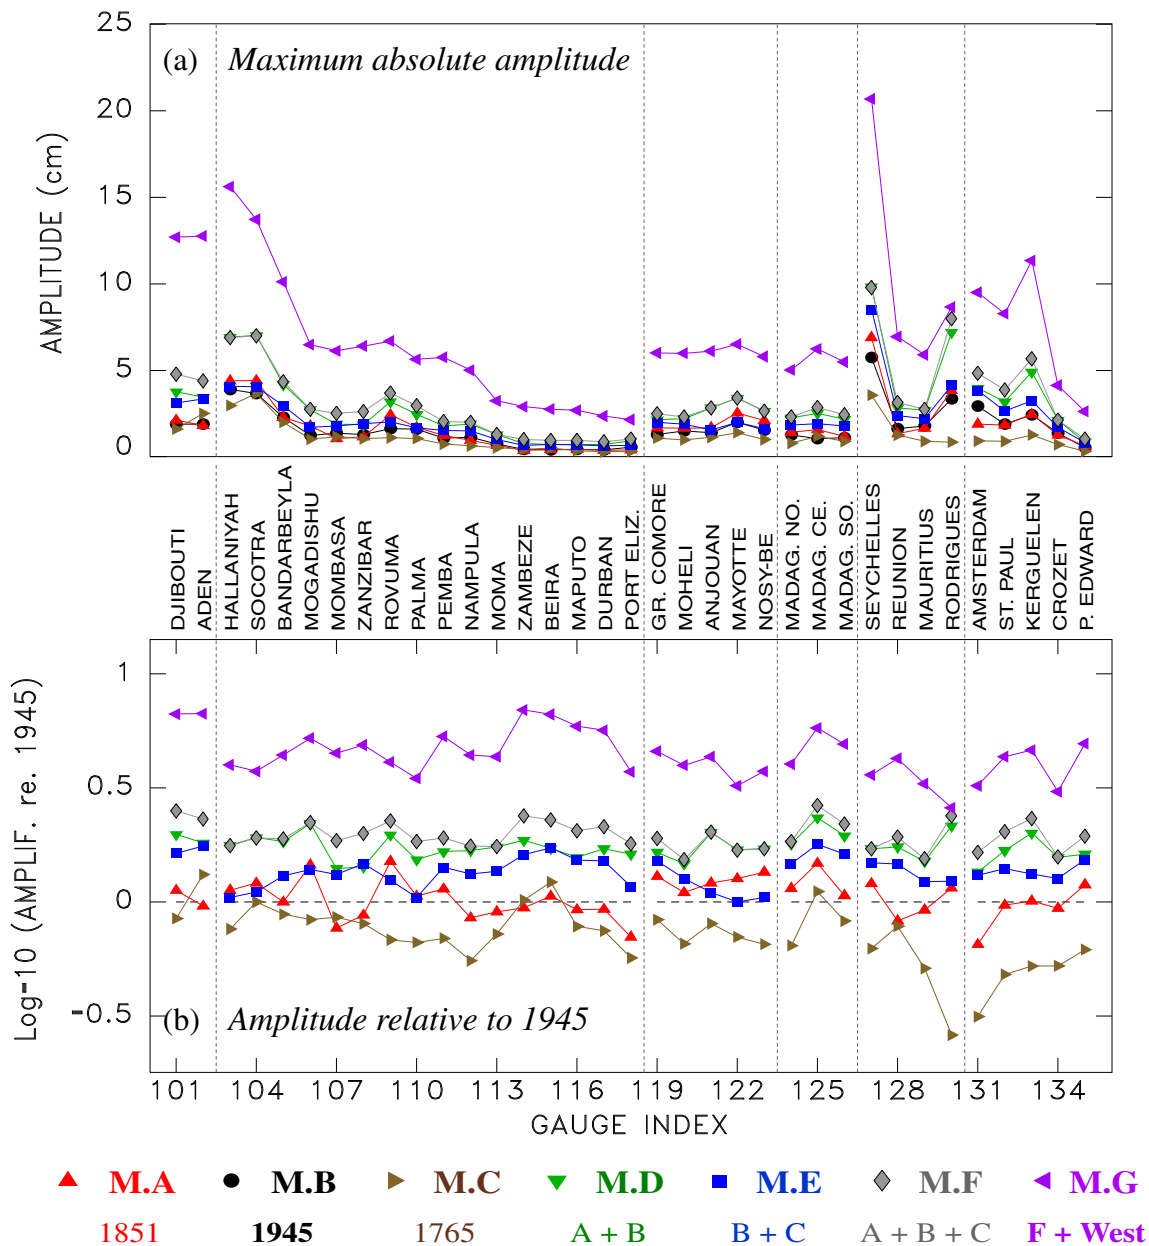 25
20
15
10
5
0
AMPLITUDE (cm)
(a) Maximum absolute amplitude
DJIBOUTI
ADEN
HALLANIYAH
SOCOTRA
BANDARBEYLA
MOGADISHU
MOMBASA
ZANZIBAR
ROVUMA
PALMA
PEMBA
NAMPULA
MOMA
ZAMBEZE
BEIRA
MAPUTO
DURBAN
PORT ELIZ.
GR. COMORE
MOHELI
ANJOUAN
MAYOTTE
NOSY-BE
MADAG. NO.
MADAG. CE.
MADAG. SO.
SEYCHELLES
REUNION
MAURITIUS
RODRIGUES
AMSTERDAM
ST. PAUL
KERGUELEN
CROZET
P. EDWARD
1
0.5
0
-0.5
Log=10 (AMPLIF. re. 1945)
(b) Amplitude relative to 1945
101 104 107 110 113 116 119 122 125 128 131 134
GAUGE INDEX
M.A M.B M.C M.D M.E M.F M.G
1851 1945 1765 A + B B + C A + B + C F + West